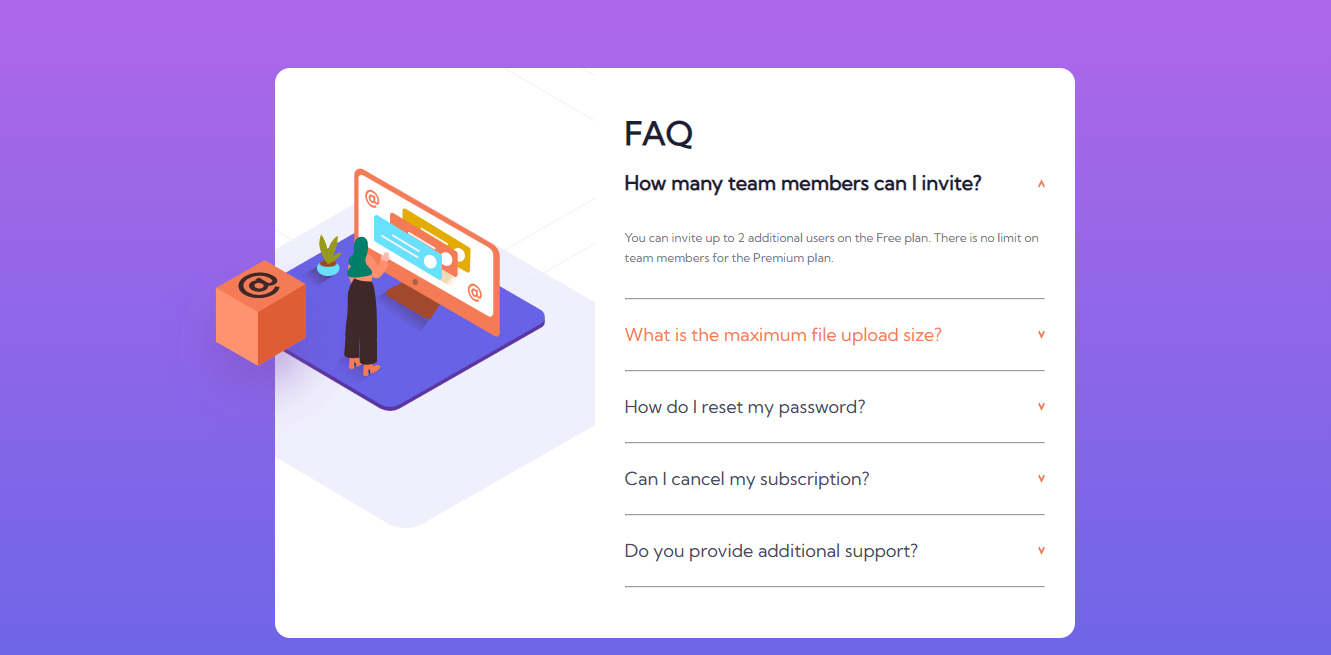 FAQ
How many team members can I invite?
You can invite up to 2 additional users on the Free plan. There is no limit on
team members for the Premium plan.
What is the maximum file upload size?
How do I reset my password?
Can I cancel my subscription?
Do you provide additional support?
@
@
@